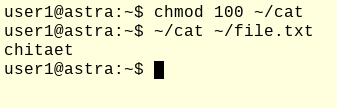 user1@astra:~$ chmod 100 ~/cat
user1@astra:~$ ~/cat ~/file.txt
chitaet
user1@astra:~$